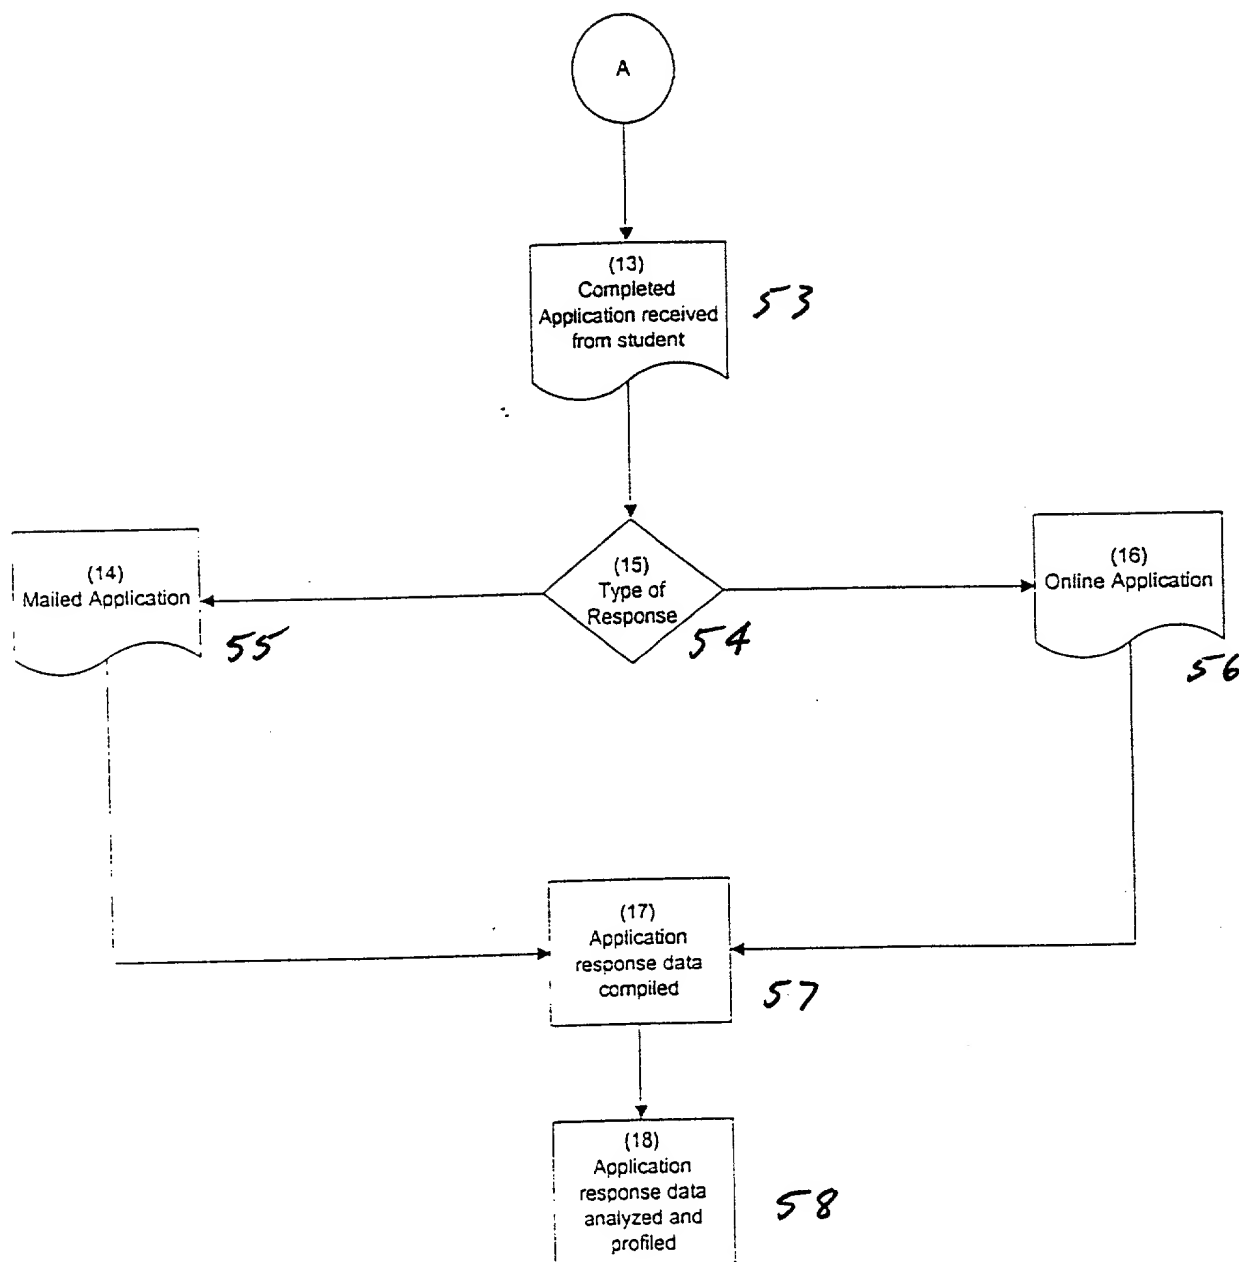 A
(13)
Completed
Application received
from student
53
(14)
Mailed Application
55
(15)
Type of
Response
54
(16)
Online Application
56
(17)
Application
response data
compiled
57
(18)
Application
response data
analyzed and
profiled
58